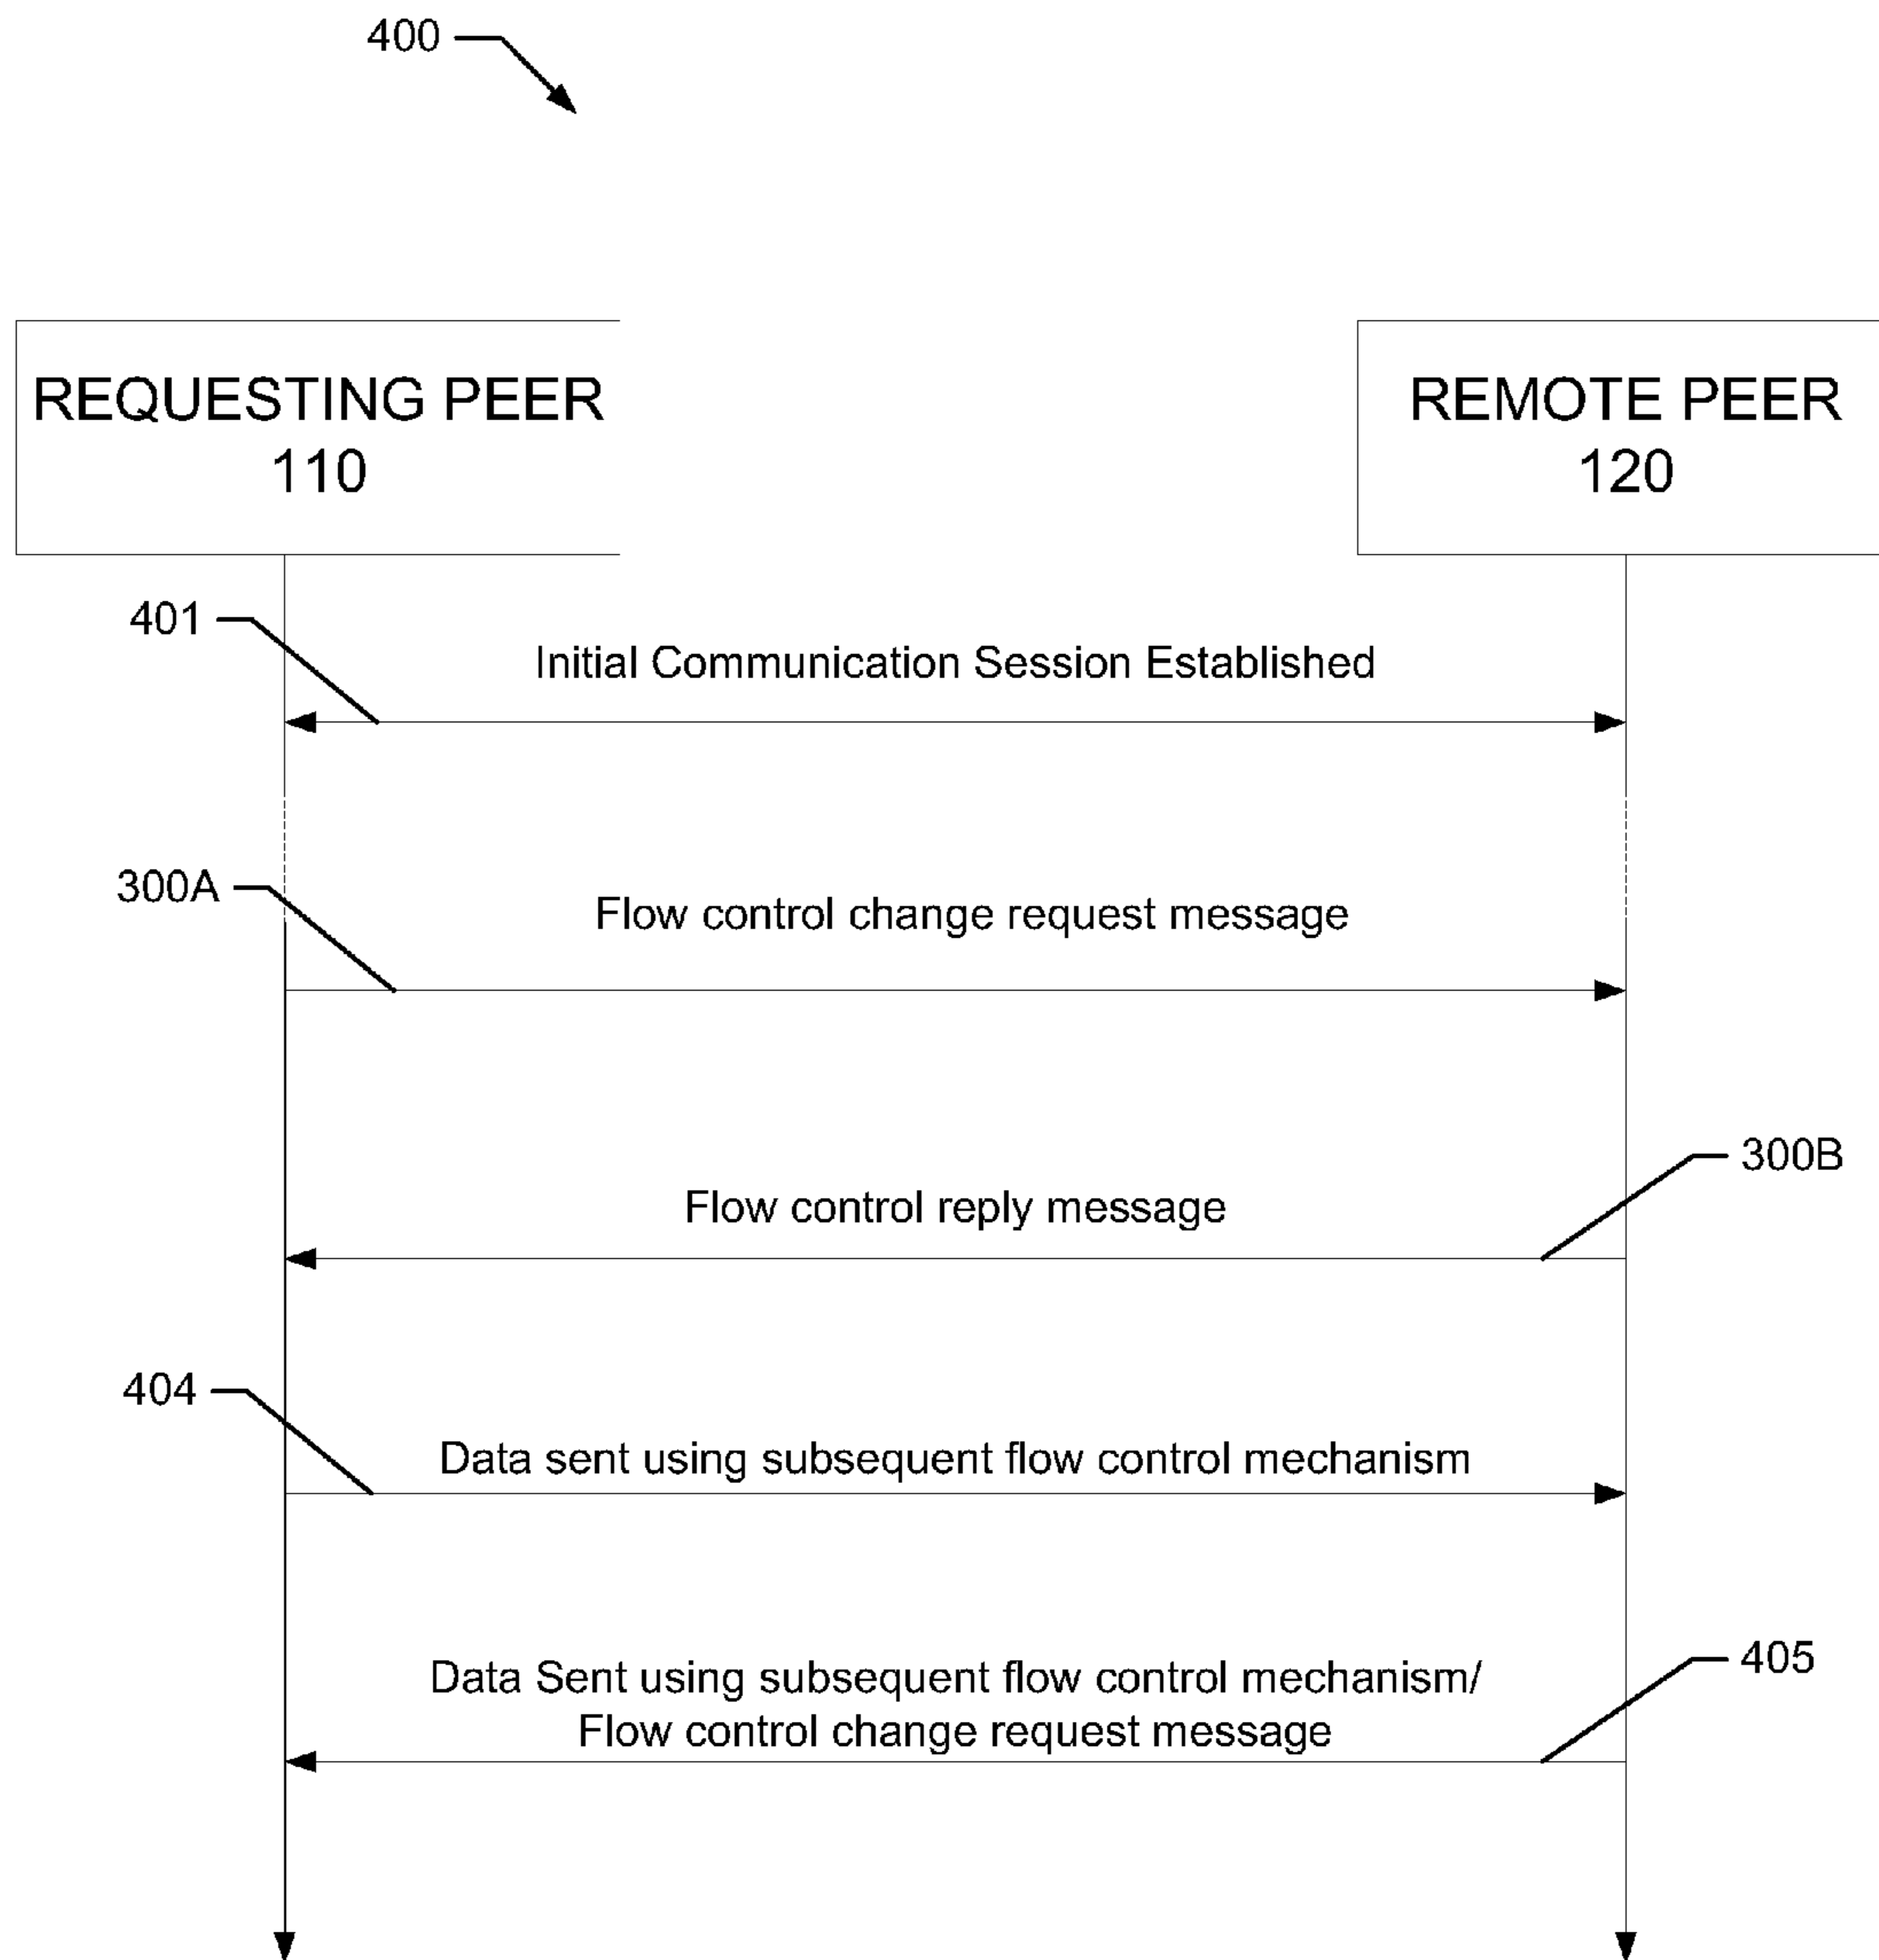 400
REQUESTING PEER
110
REMOTE PEER
120
401
Initial Communication Session Established
300A
Flow control change request message
300B
Flow control reply message
404
Data sent using subsequent flow control mechanism
405
Data Sent using subsequent flow control mechanism/
Flow control change request message